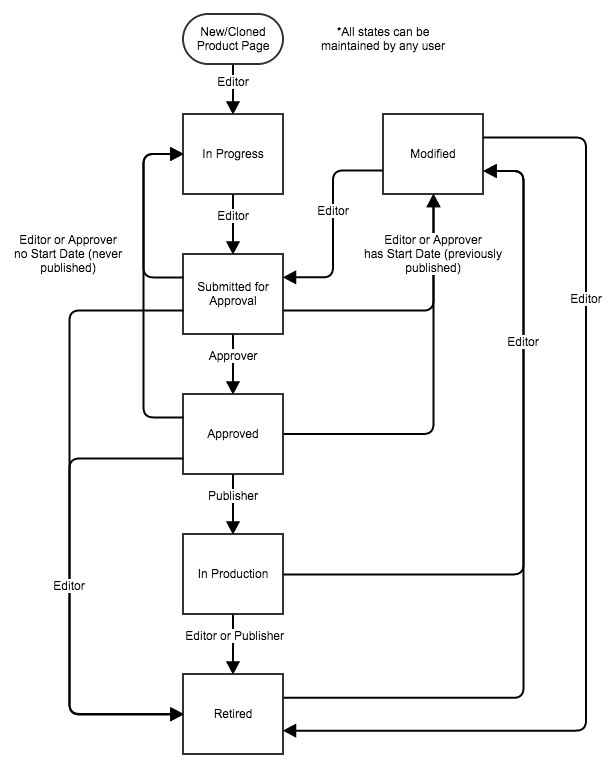 New/Cloned
Product Page
*All states can be
maintained by any user
Editor
In Progress
Modified
Editor
Editor
Editor or Approver
no Start Date (never
published)
Editor or Approver
has Start Date (previously
published)
Submitted for
Approval
Editor
Approver
Editor
Approved
Publisher
In Production
Editor
Editor or Publisher
Retired